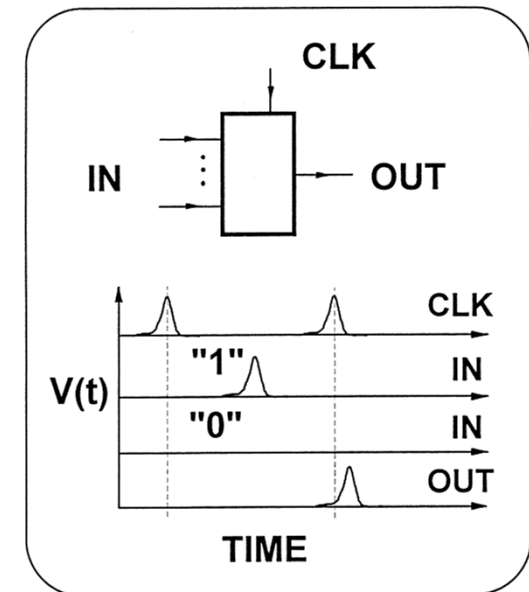 CLK
IN
OUT
CLK
"1"
IN
V(t)
"0"
IN
OUT
TIME